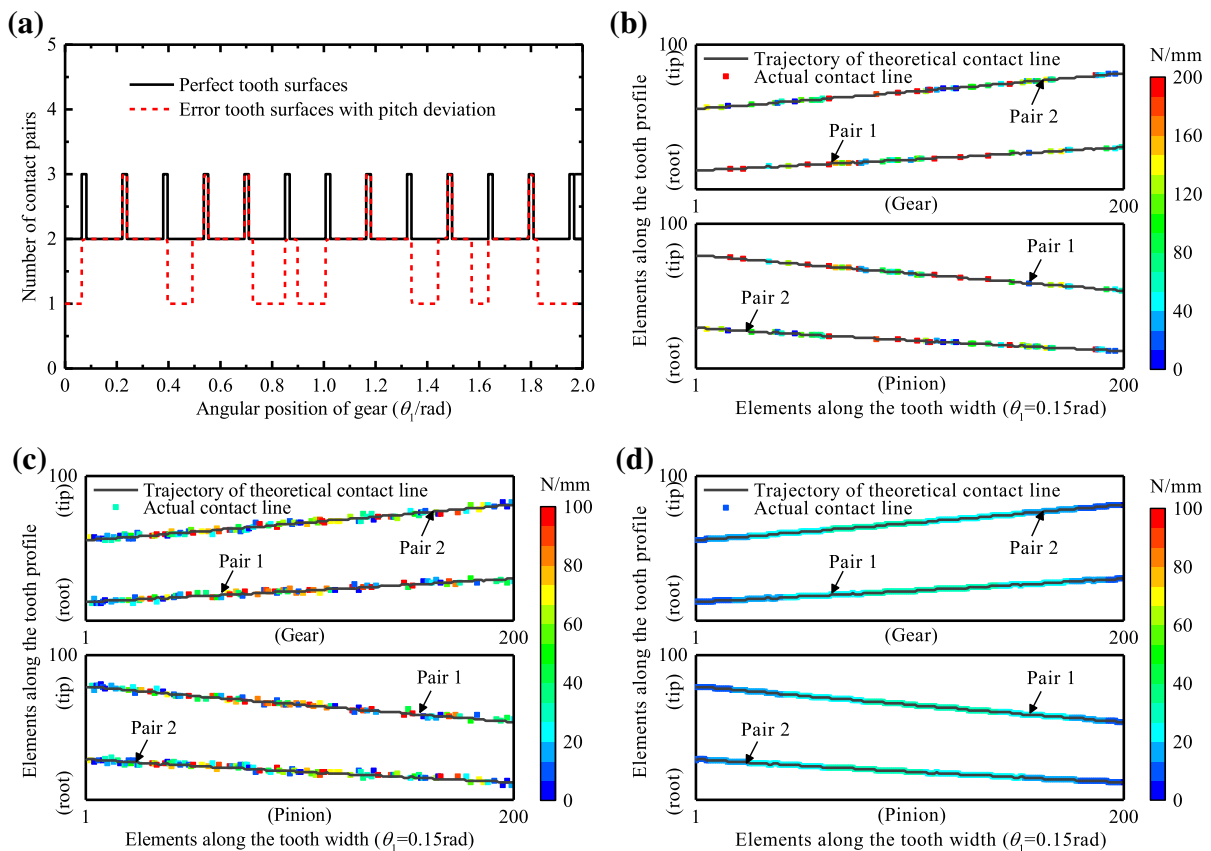 (a)
5
4
3
2
1
0
Number of contact pairs
Perfect tooth surfaces
Error tooth surfaces with pitch deviation
0 0.2 0.4 0.6 0.8 1.0 1.2 1.4 1.6 1.8 2.0
Angular position of gear (θ₁/rad)
(b)
N/mm
100
(tip)
(root)
Elements along the tooth profile
Trajectory of theoretical contact line
Actual contact line
Pair 2
Pair 1
1 (Gear) 200
(tip)
(root)
Pair 1
Pair 2
1 (Pinion) 200
Elements along the tooth width (θ₁=0.15rad)
200
160
120
80
40
0
(c)
N/mm
100
(tip)
(root)
Elements along the tooth profile
Trajectory of theoretical contact line
Actual contact line
Pair 2
Pair 1
1 (Gear) 200
100
(tip)
(root)
Pair 1
Pair 2
1 (Pinion) 200
Elements along the tooth width (θ₁=0.15rad)
100
80
60
40
20
0
(d)
N/mm
100
(tip)
(root)
Elements along the tooth profile
Trajectory of theoretical contact line
Actual contact line
Pair 2
Pair 1
1 (Gear) 200
100
(tip)
(root)
Pair 1
Pair 2
1 (Pinion) 200
Elements along the tooth width (θ₁=0.15rad)
100
80
60
40
20
0